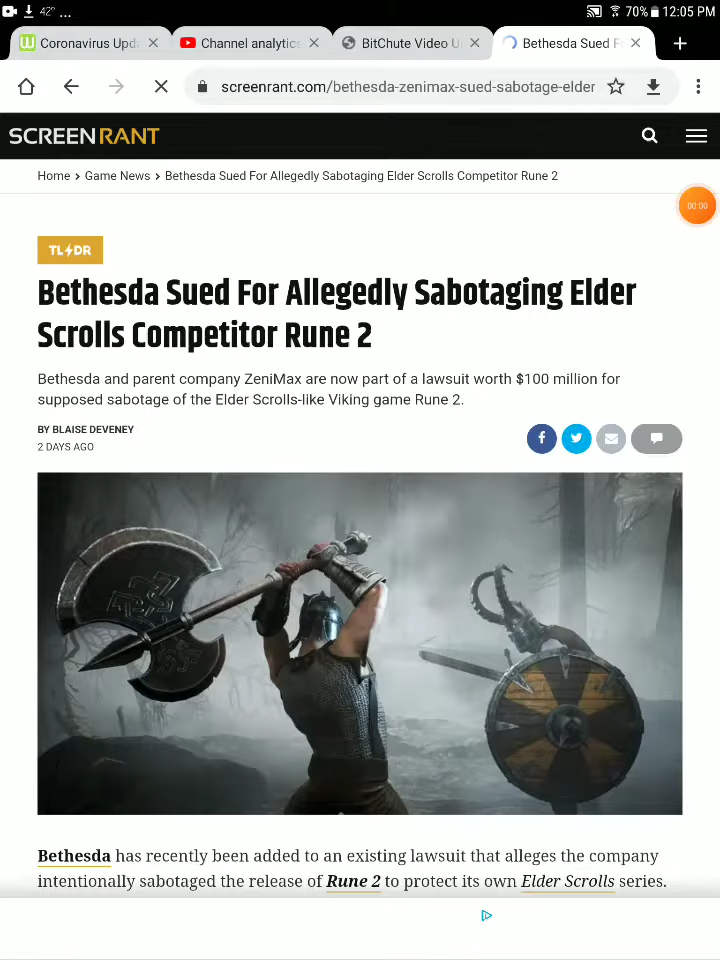 42° ...
70% 12:05 PM
Coronavirus Upd
Channel analytics
BitChute Video U
Bethesda Sued F
screenrant.com/bethesda-zenimax-sued-sabotage-elder
SCREENRANT
Home > Game News > Bethesda Sued For Allegedly Sabotaging Elder Scrolls Competitor Rune 2
00:00
TL DR
Bethesda Sued For Allegedly Sabotaging Elder
Scrolls Competitor Rune 2
Bethesda and parent company ZeniMax are now part of a lawsuit worth $100 million for
supposed sabotage of the Elder Scrolls-like Viking game Rune 2.
BY BLAISE DEVENEY
2 DAYS AGO
Bethesda has recently been added to an existing lawsuit that alleges the company
intentionally sabotaged the release of Rune 2 to protect its own Elder Scrolls series.